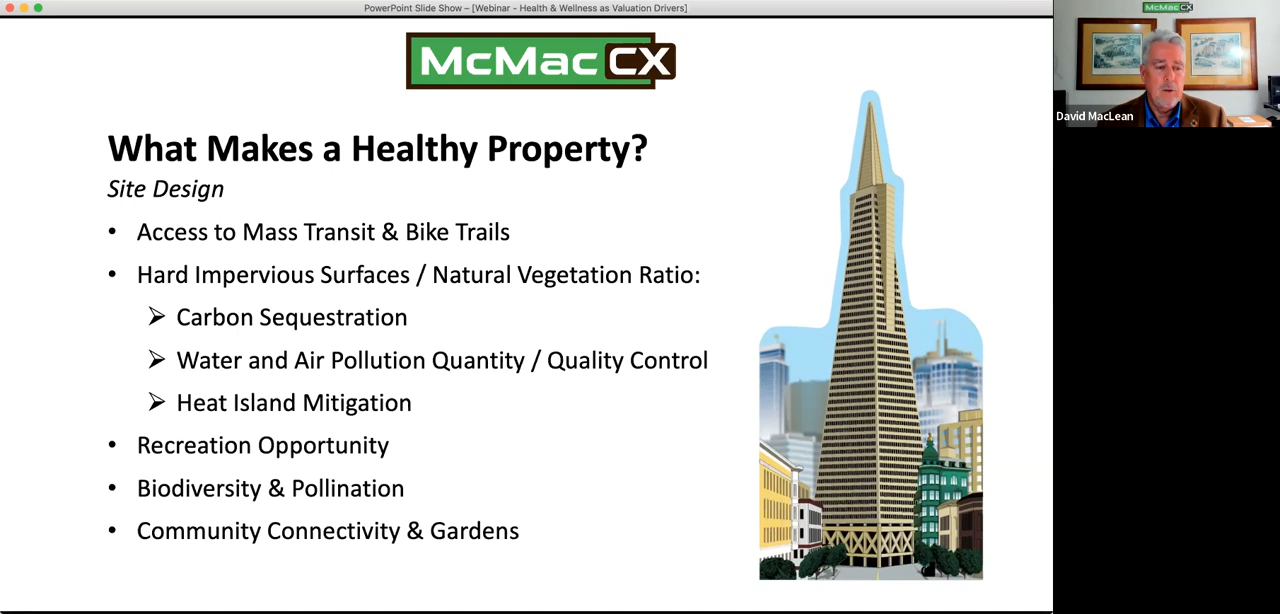 PowerPoint Slide Show – [Webinar - Health & Wellness as Valuation Drivers]
McMac CX
McMac CX
David MacLean
What Makes a Healthy Property?
Site Design
• Access to Mass Transit & Bike Trails
• Hard Impervious Surfaces / Natural Vegetation Ratio:
➢ Carbon Sequestration
➢ Water and Air Pollution Quantity / Quality Control
➢ Heat Island Mitigation
• Recreation Opportunity
• Biodiversity & Pollination
• Community Connectivity & Gardens